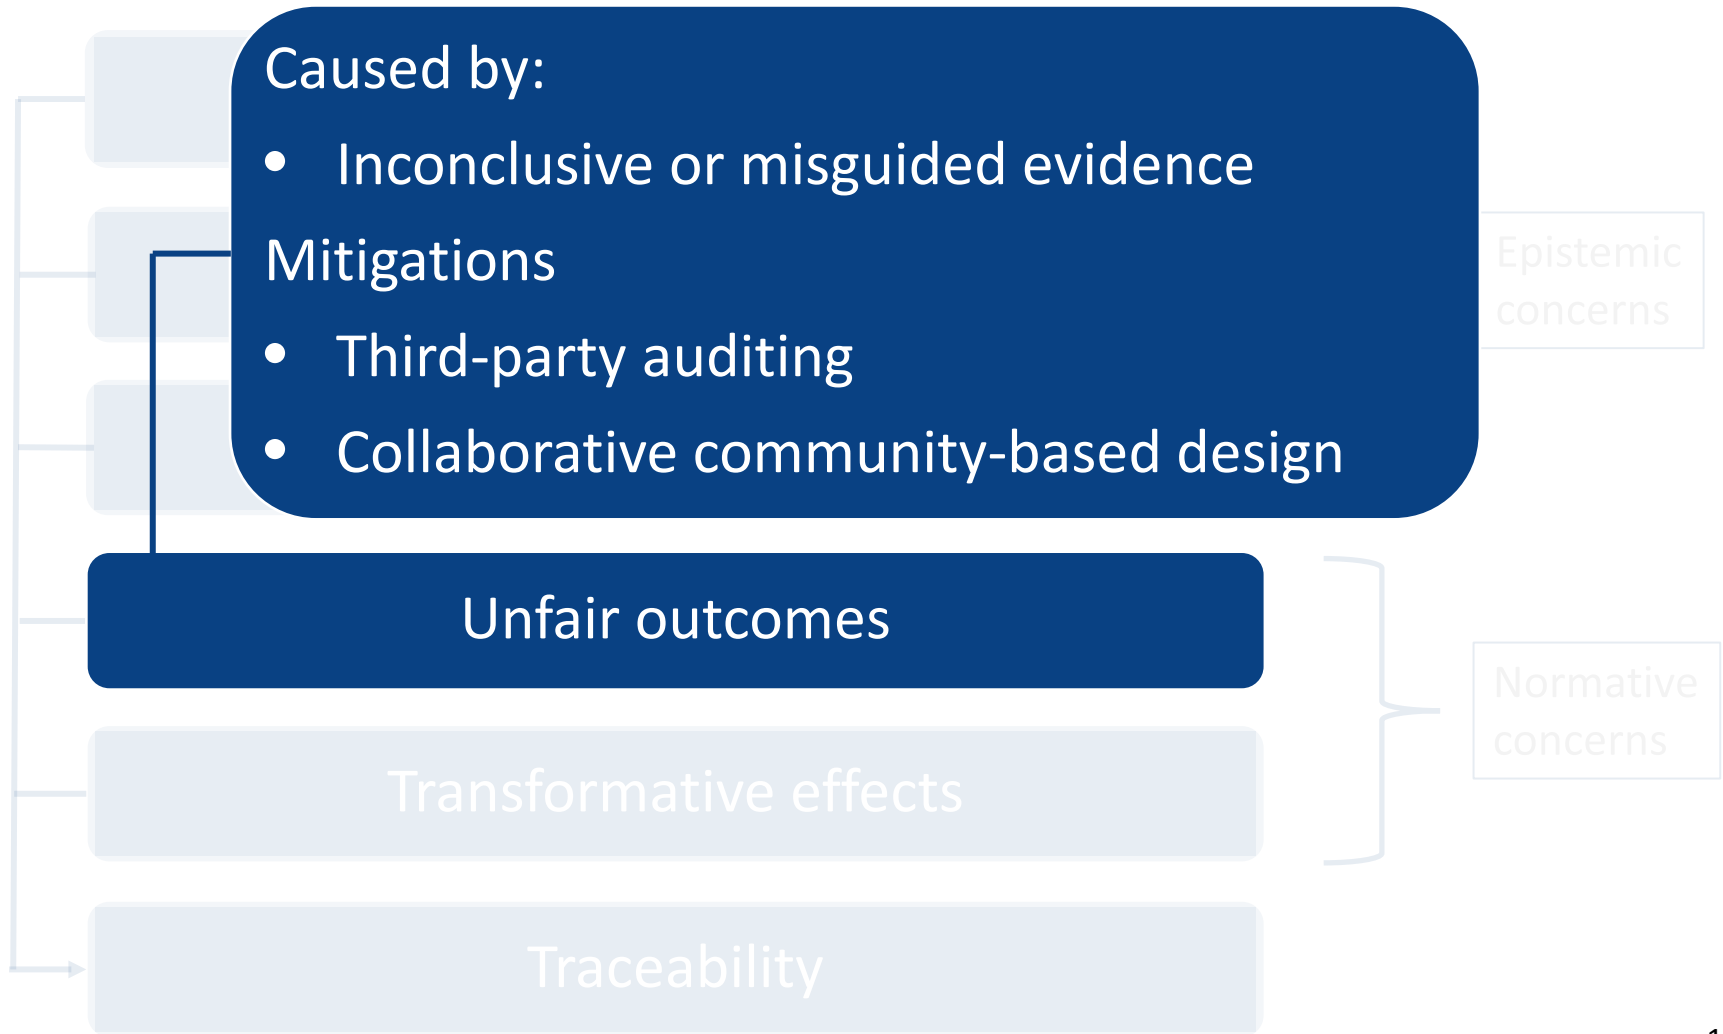 Caused by:
• Inconclusive or misguided evidence
Mitigations
• Third-party auditing
• Collaborative community-based design
Epistemic
concerns
Unfair outcomes
Normative
concerns
Transformative effects
Traceability